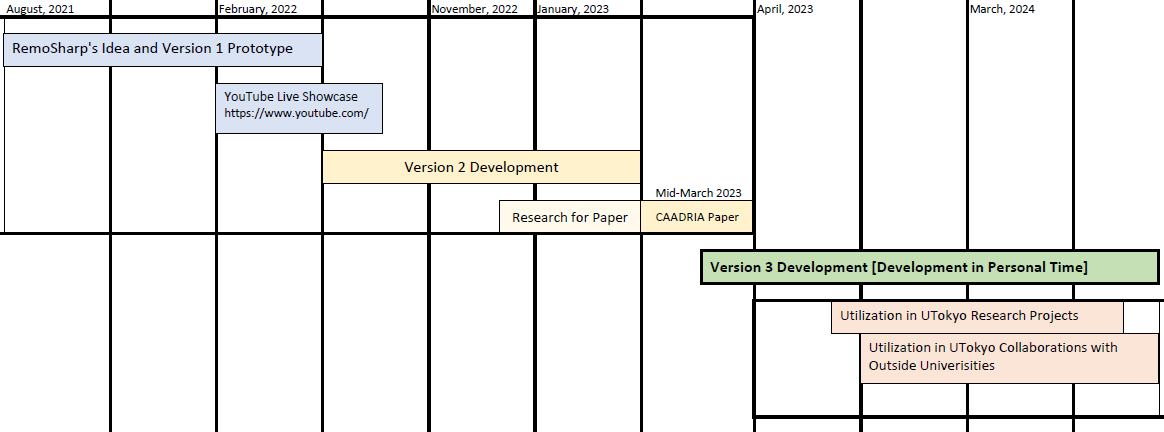 August, 2021
February, 2022
November, 2022
January, 2023
April, 2023
March, 2024
RemoSharp's Idea and Version 1 Prototype
YouTube Live Showcase
https://www.youtube.com/
Version 2 Development
Mid-March 2023
Research for Paper
CAADRIA Paper
Version 3 Development [Development in Personal Time]
Utilization in UTokyo Research Projects
Utilization in UTokyo Collaborations with
Outside Univerisities